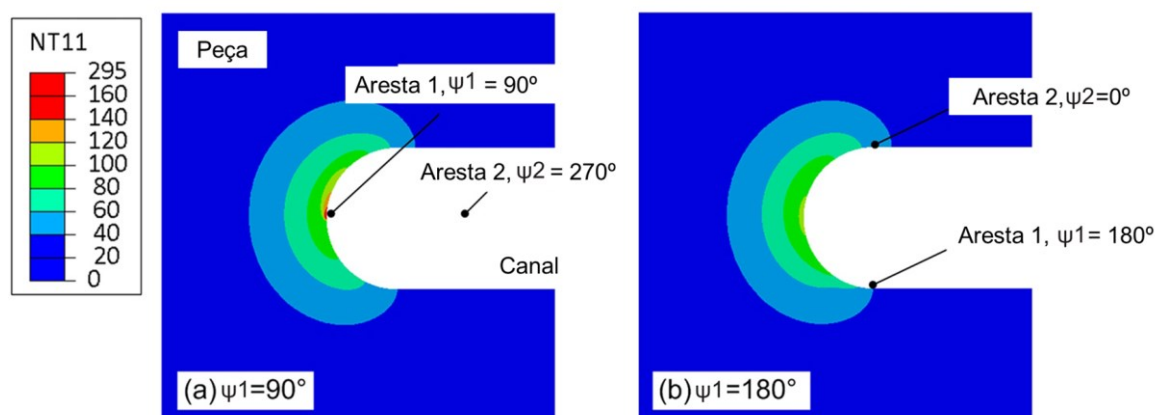 NT11
295
160
140
120
100
80
60
40
20
0
Peça
Aresta 1, ψ1 = 90º
Aresta 2, ψ2 = 270º
Canal
(a) ψ1=90°
Aresta 2,ψ2=0º
Aresta 1, ψ1= 180º
(b) ψ1=180°